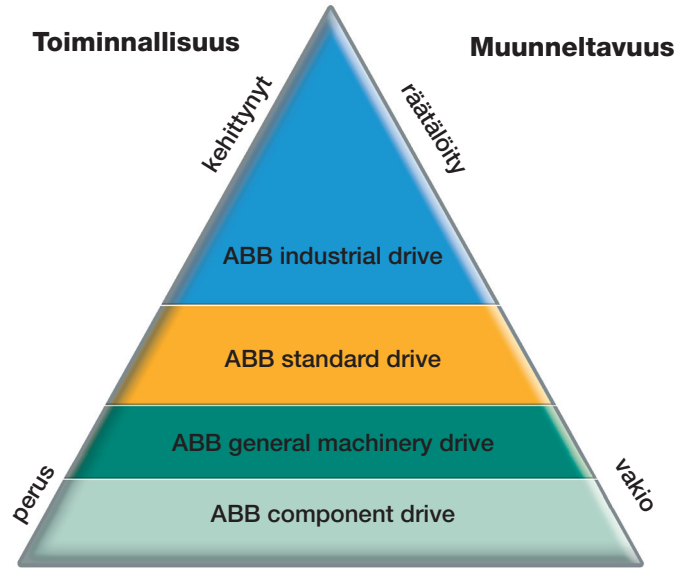 Toiminnallisuus
Muunneltavuus
kehittynyt
räätälöity
ABB industrial drive
ABB standard drive
ABB general machinery drive
perus
vakio
ABB component drive